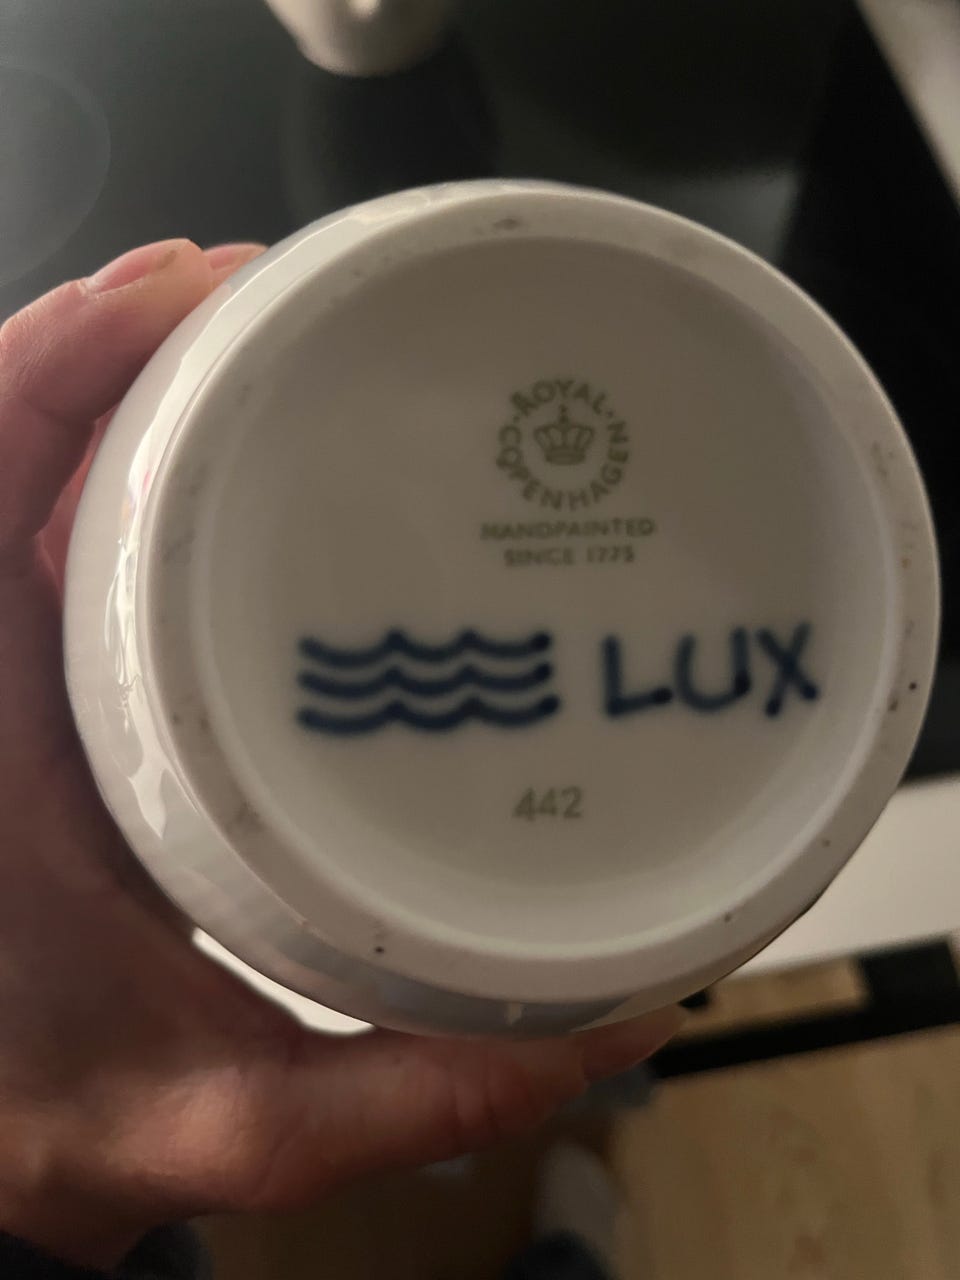 ROYAL
COPENHAGEN
HANDPAINTED
SINCE 1775
LUX
442